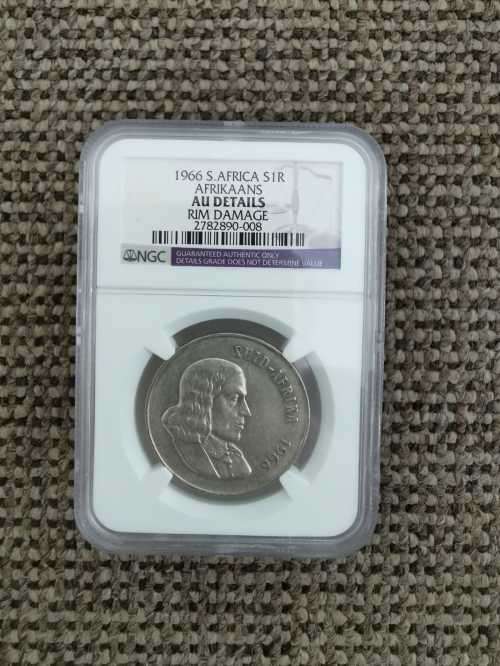 1966 S.AFRICA S1R
AFRIKAANS
AU DETAILS
RIM DAMAGE
2782890-008
NGC
GUARANTEED AUTHENTIC ONLY
DETAILS GRADE DOES NOT DETERMINE VALUE
SUID-AFRIKA 1966